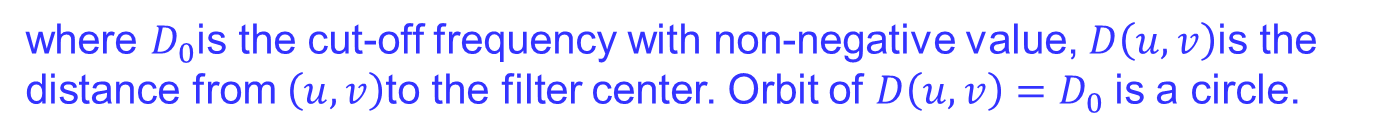 where D₀is the cut-off frequency with non-negative value, D(u, v)is the
distance from (u, v)to the filter center. Orbit of D(u, v) = D₀ is a circle.